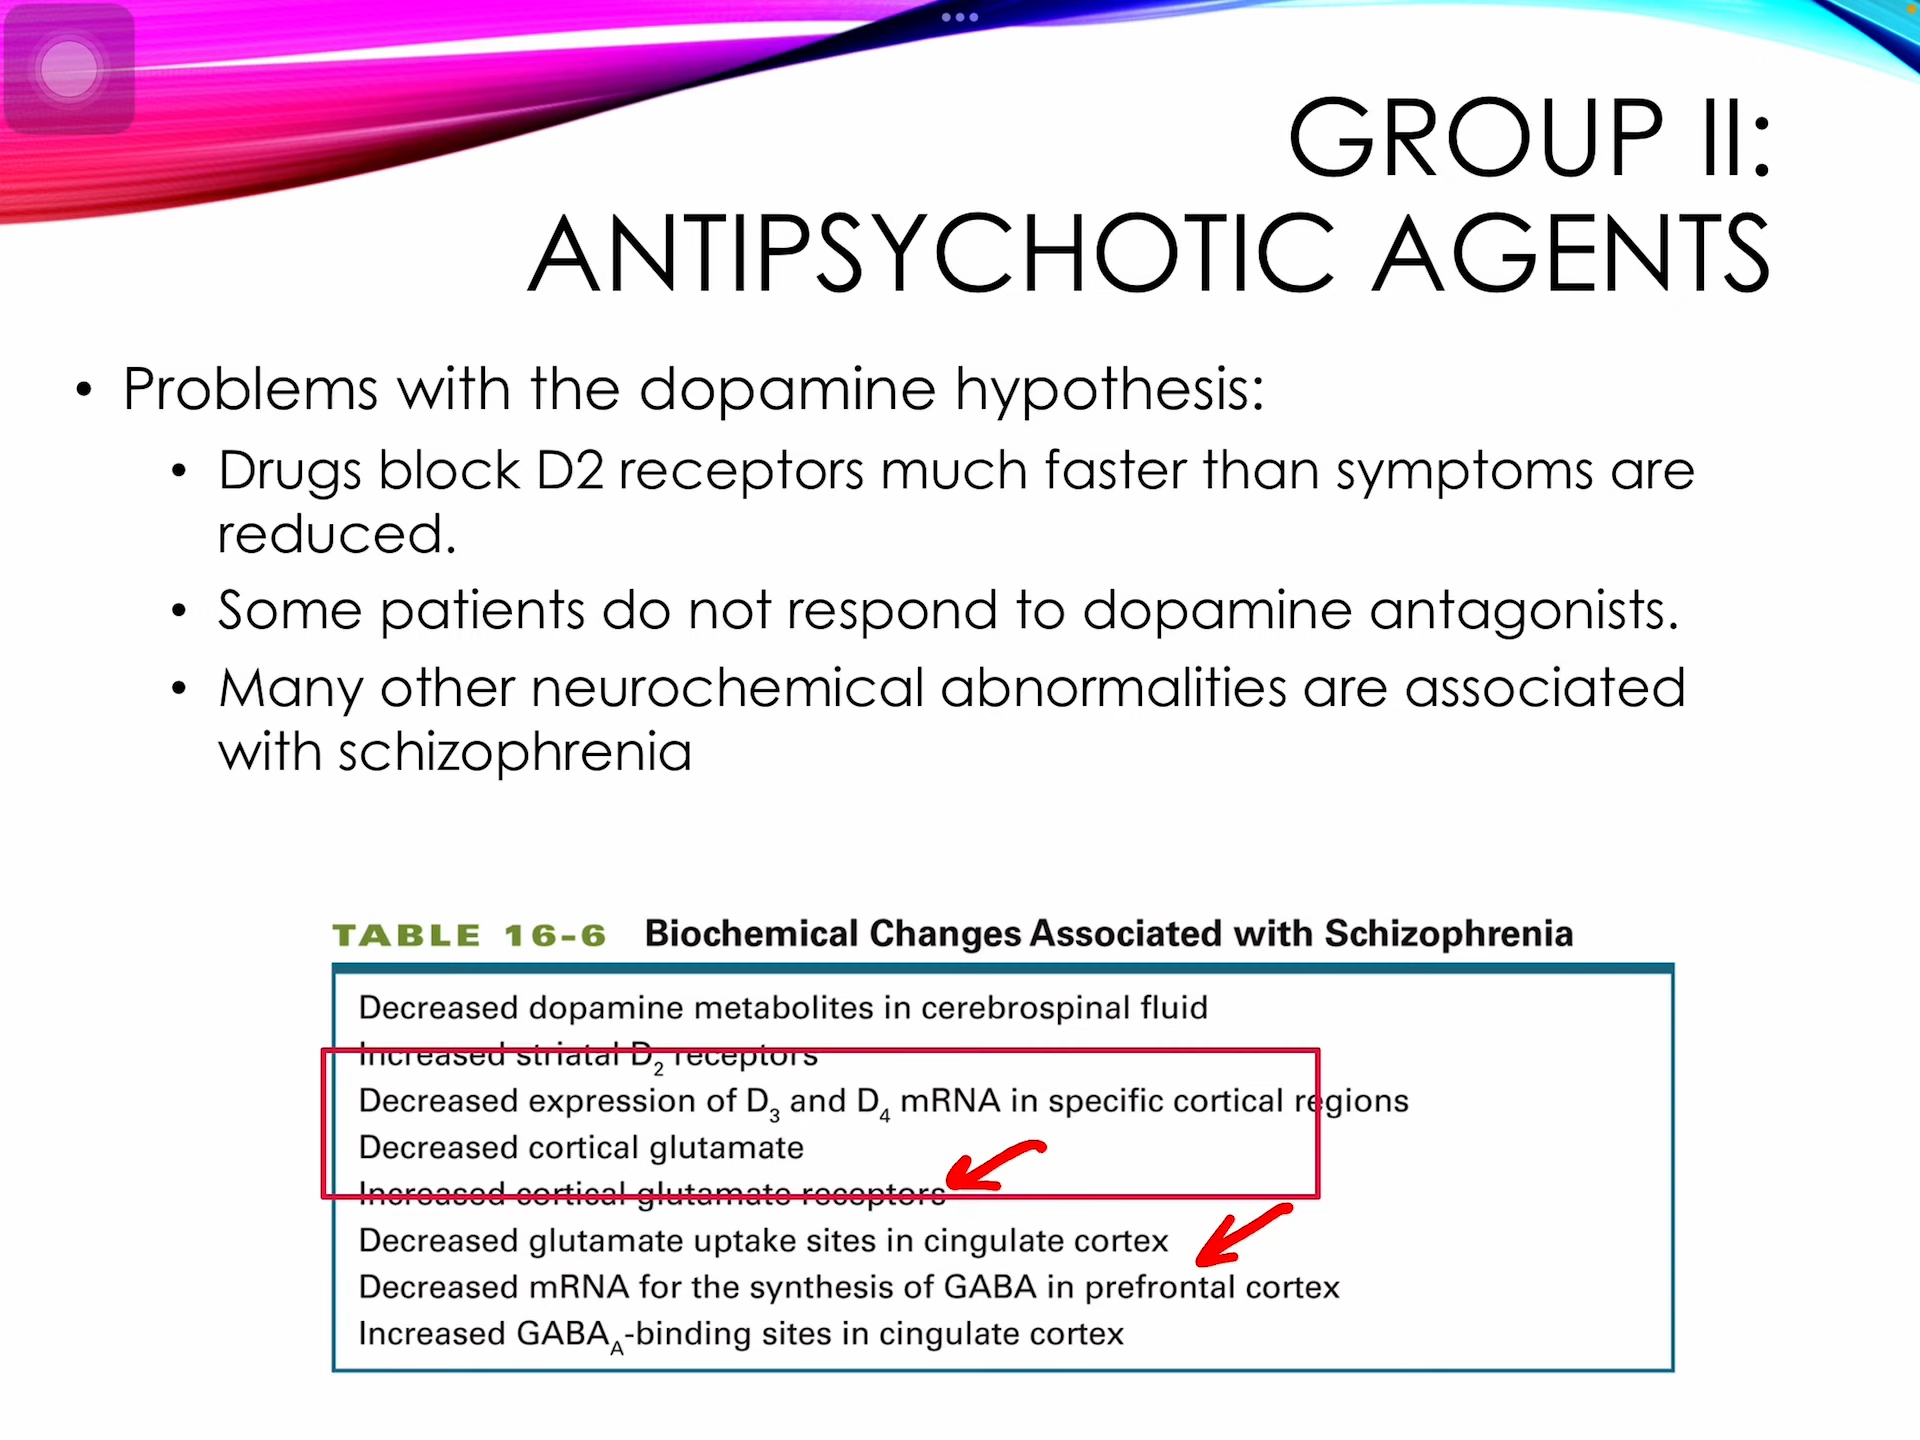 GROUP II:
ANTIPSYCHOTIC AGENTS
• Problems with the dopamine hypothesis:
• Drugs block D2 receptors much faster than symptoms are
reduced.
• Some patients do not respond to dopamine antagonists.
• Many other neurochemical abnormalities are associated
with schizophrenia
TABLE 16-6 Biochemical Changes Associated with Schizophrenia
Decreased dopamine metabolites in cerebrospinal fluid
Increased striatal D₂ receptors
Decreased expression of D₃ and D₄ mRNA in specific cortical regions
Decreased cortical glutamate
Increased cortical glutamate receptors
Decreased glutamate uptake sites in cingulate cortex
Decreased mRNA for the synthesis of GABA in prefrontal cortex
Increased GABA_A-binding sites in cingulate cortex